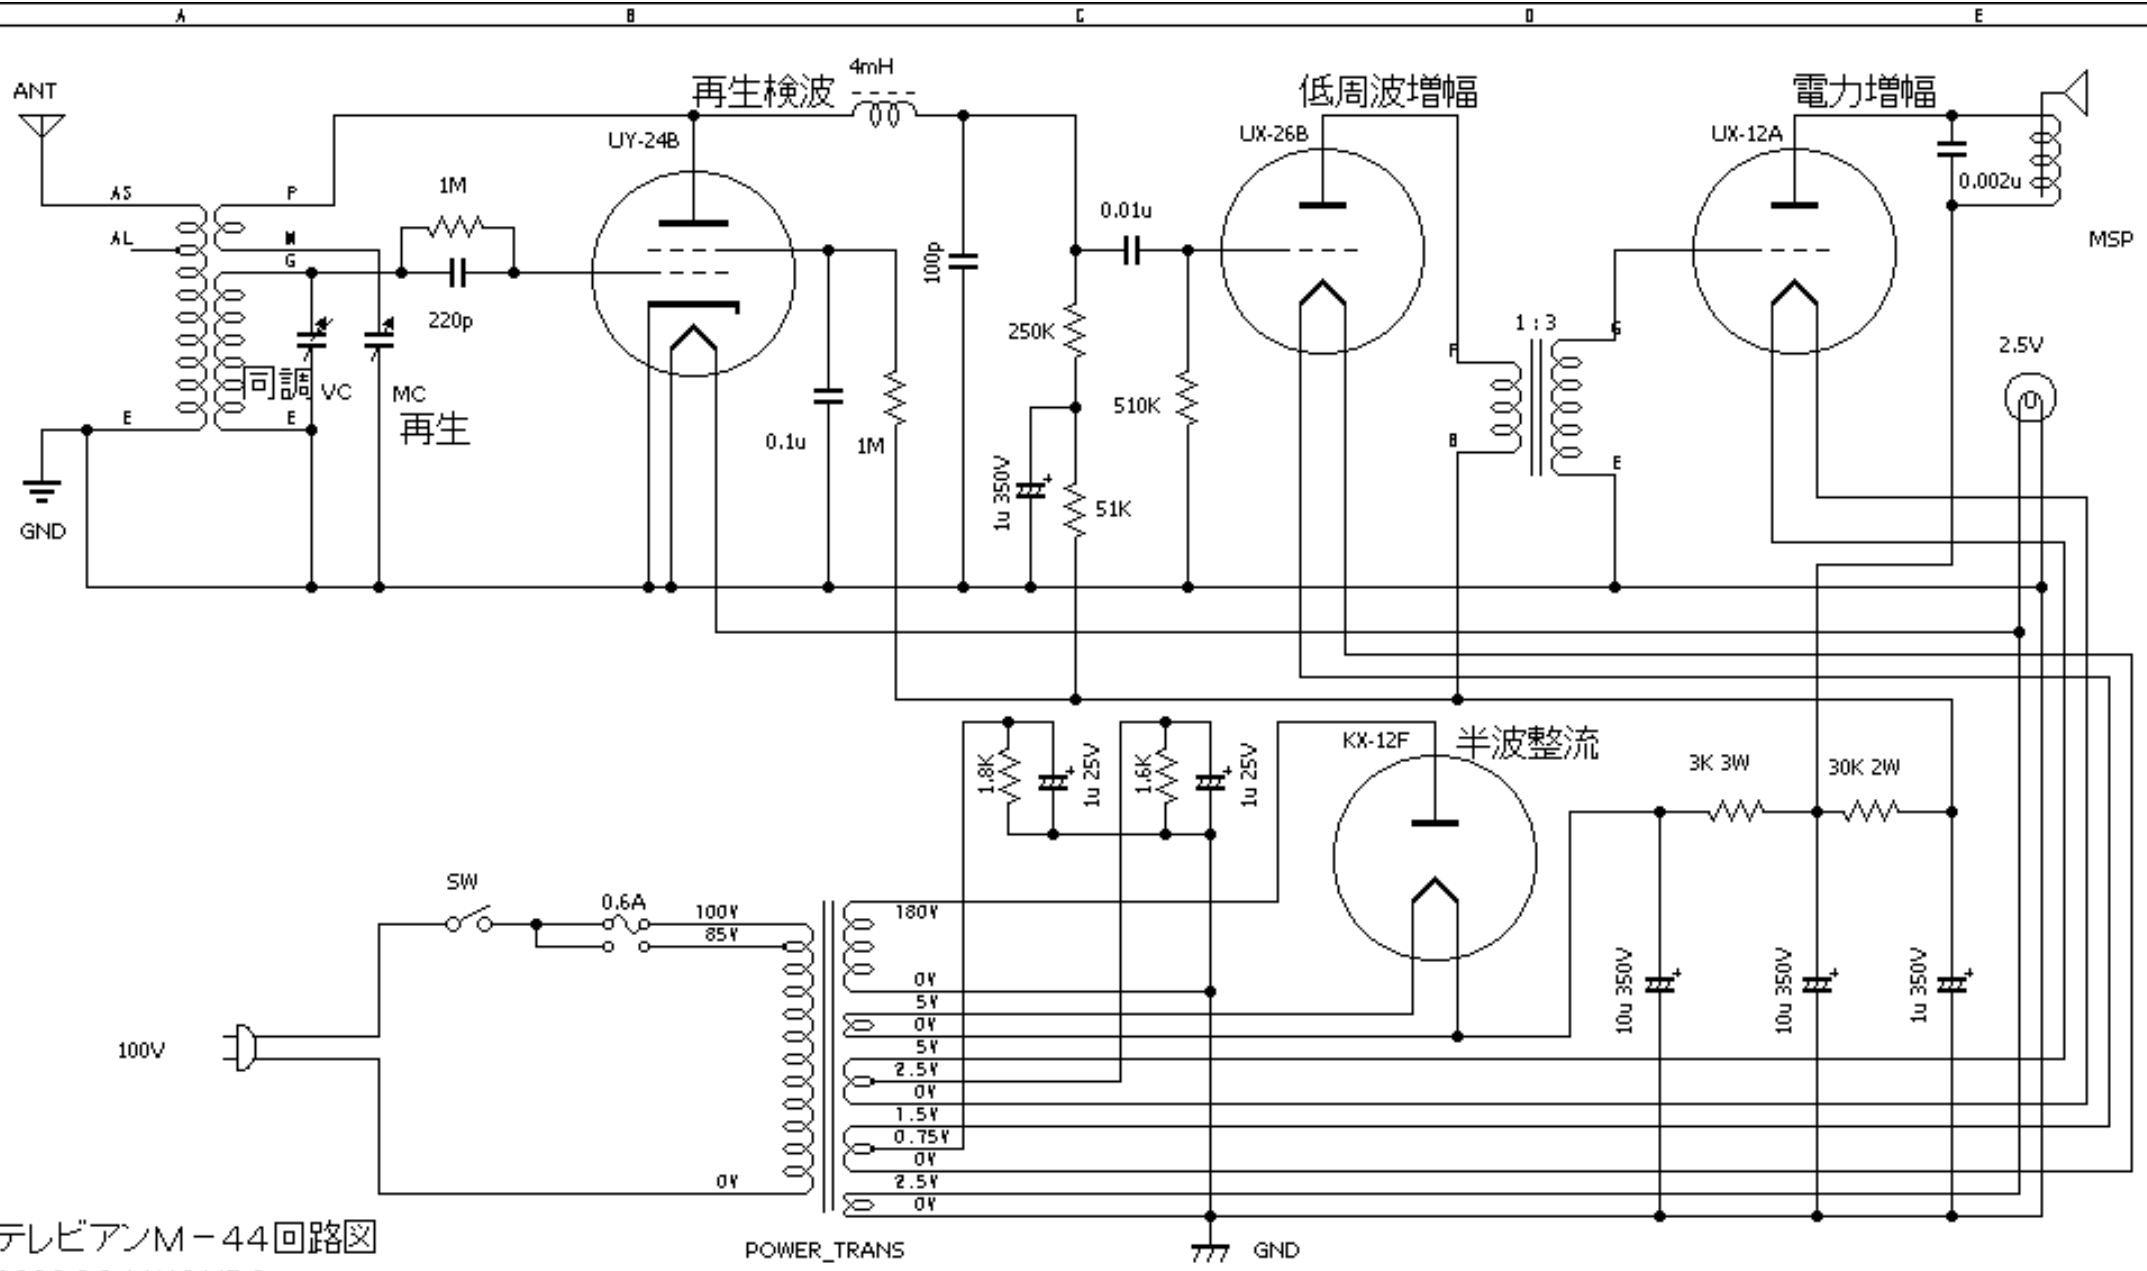 A B C D E
ANT
再生検波
4mH
低周波増幅
電力増幅
UY-24B
UX-26B
UX-12A
AS
P
1M
0.002u
AL
M
G
0.01u
MSP
100p
220p
250K
1:3
G
P
2.5V
同調
VC
MC
再生
510K
E
E
0.1u
1M
B
E
1u 350V
51K
GND
1.8K
1u 25V
1.6K
1u 25V
KX-12F
半波整流
3K 3W
30K 2W
SW
0.6A
100V
85V
180V
0V
5V
0V
10u 350V
10u 350V
1u 350V
100V
5V
2.5V
0V
1.5V
0.75V
0V
0V
2.5V
0V
テレビアンM-44回路図
POWER_TRANS
GND